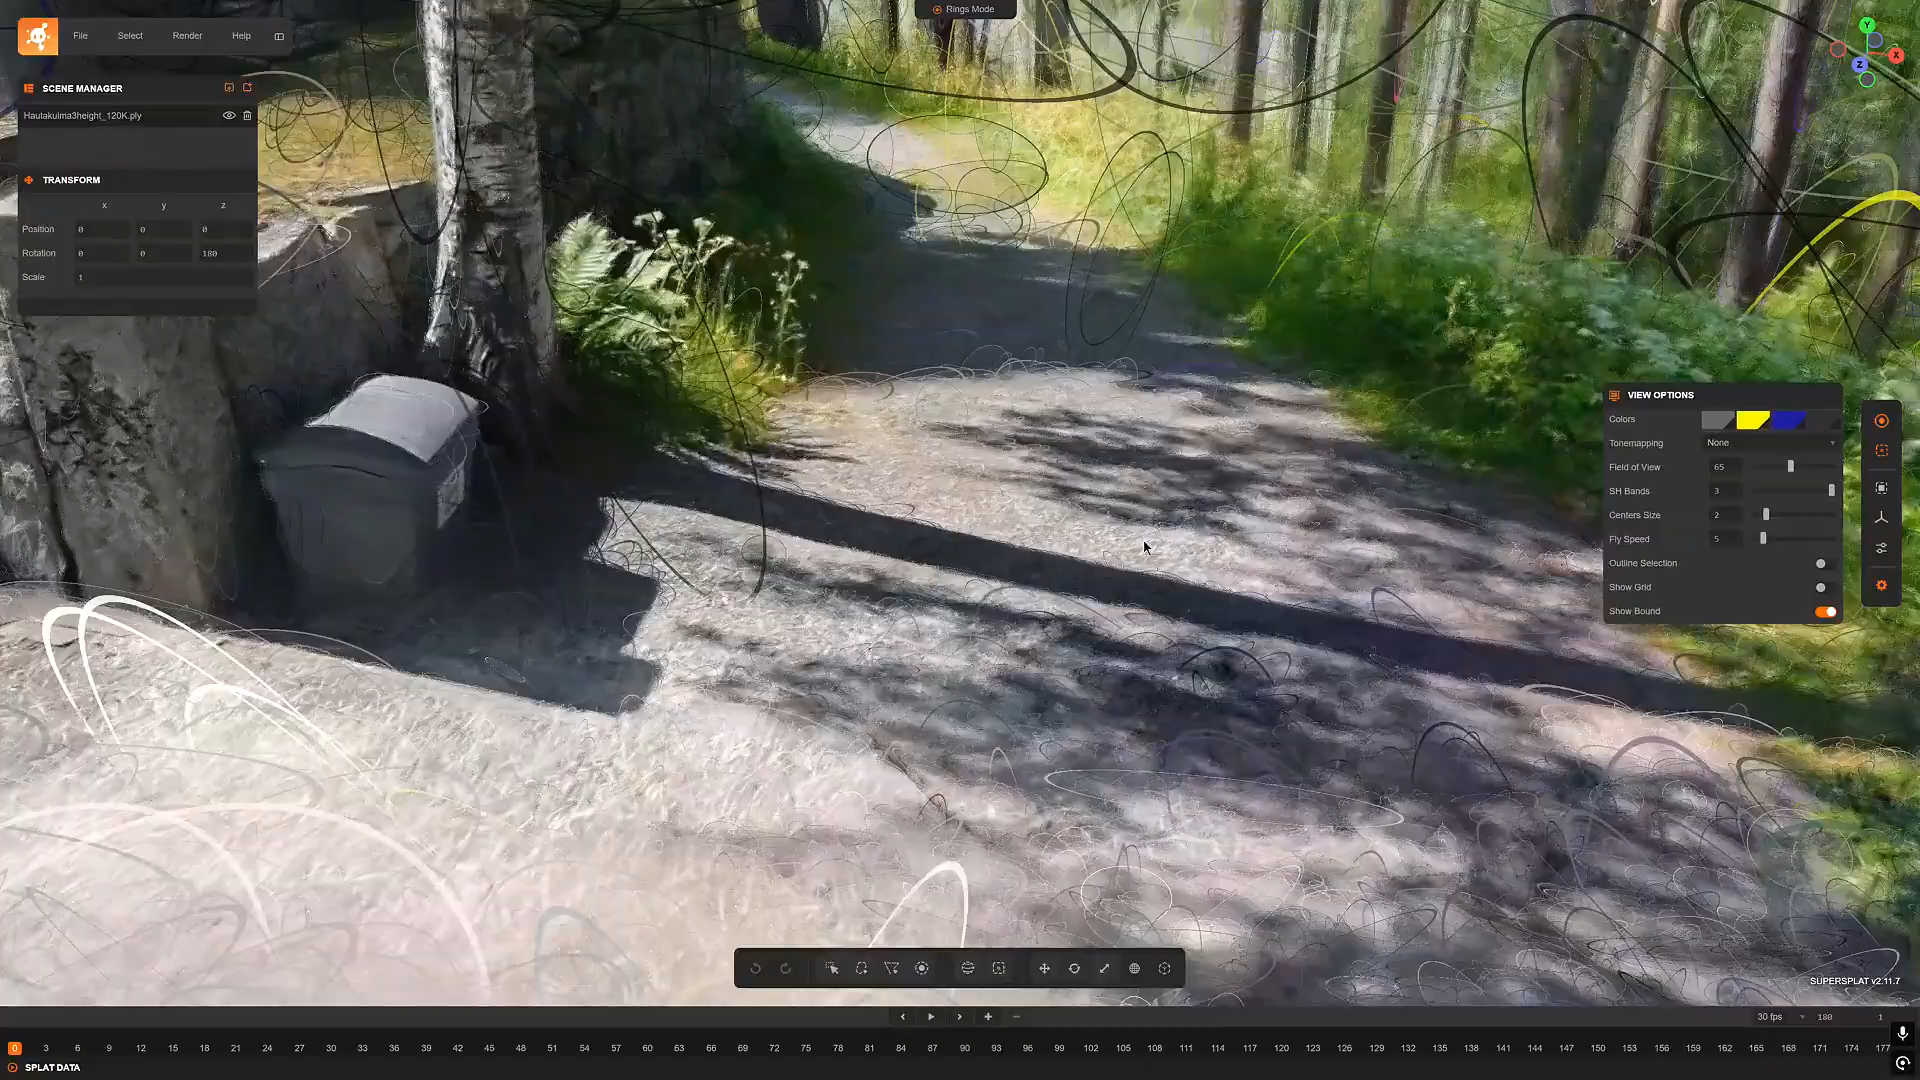 Rings Mode
File Select Render Help
Y
X
Z
SCENE MANAGER
Hautakulma3height_120K.ply
TRANSFORM
x y z
Position 0 0 0
Rotation 0 0 180
Scale 1
VIEW OPTIONS
Colors
Tonemapping None
Field of View 65
SH Bands 3
Centers Size 2
Fly Speed 5
Outline Selection
Show Grid
Show Bound
SUPERSPLAT v2.11.7
30 fps 180 1
0 3 6 9 12 15 18 21 24 27 30 33 36 39 42 45 48 51 54 57 60 63 66 69 72 75 78 81 84 87 90 93 96 99 102 105 108 111 114 117 120 123 126 129 132 135 138 141 144 147 150 153 156 159 162 165 168 171 174 177
SPLAT DATA